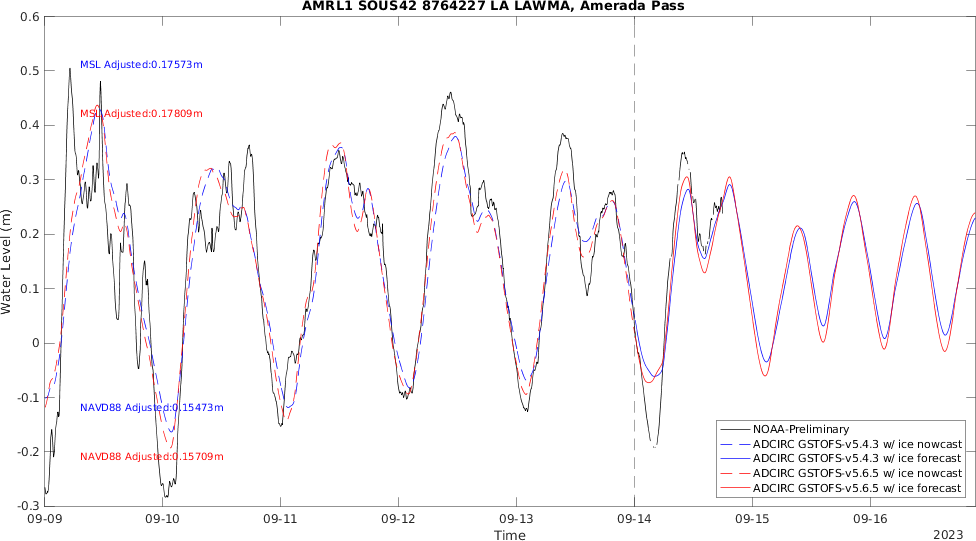 AMRL1 SOUS42 8764227 LA LAWMA, Amerada Pass
0.6
0.5
0.4
0.3
0.2
0.1
0
-0.1
-0.2
-0.3
Water Level (m)
MSL Adjusted:0.17573m
MSL Adjusted:0.17809m
NAVD88 Adjusted:0.15473m
NAVD88 Adjusted:0.15709m
NOAA-Preliminary
ADCIRC GSTOFS-v5.4.3 w/ ice nowcast
ADCIRC GSTOFS-v5.4.3 w/ ice forecast
ADCIRC GSTOFS-v5.6.5 w/ ice nowcast
ADCIRC GSTOFS-v5.6.5 w/ ice forecast
09-09 09-10 09-11 09-12 09-13 09-14 09-15 09-16
Time
2023